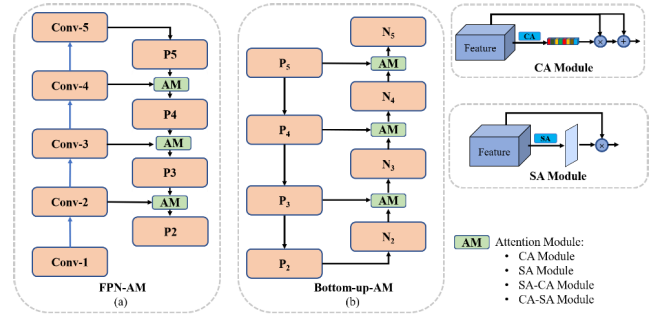 Conv-5
P5
Conv-4
AM
P4
Conv-3
AM
P3
Conv-2
AM
P2
Conv-1
FPN-AM
(a)
N5
P5
AM
N4
P4
AM
N3
P3
AM
N2
P2
Bottom-up-AM
(b)
Feature
CA
×
+
CA Module
Feature
SA
×
SA Module
AM Attention Module:
• CA Module
• SA Module
• SA-CA Module
• CA-SA Module